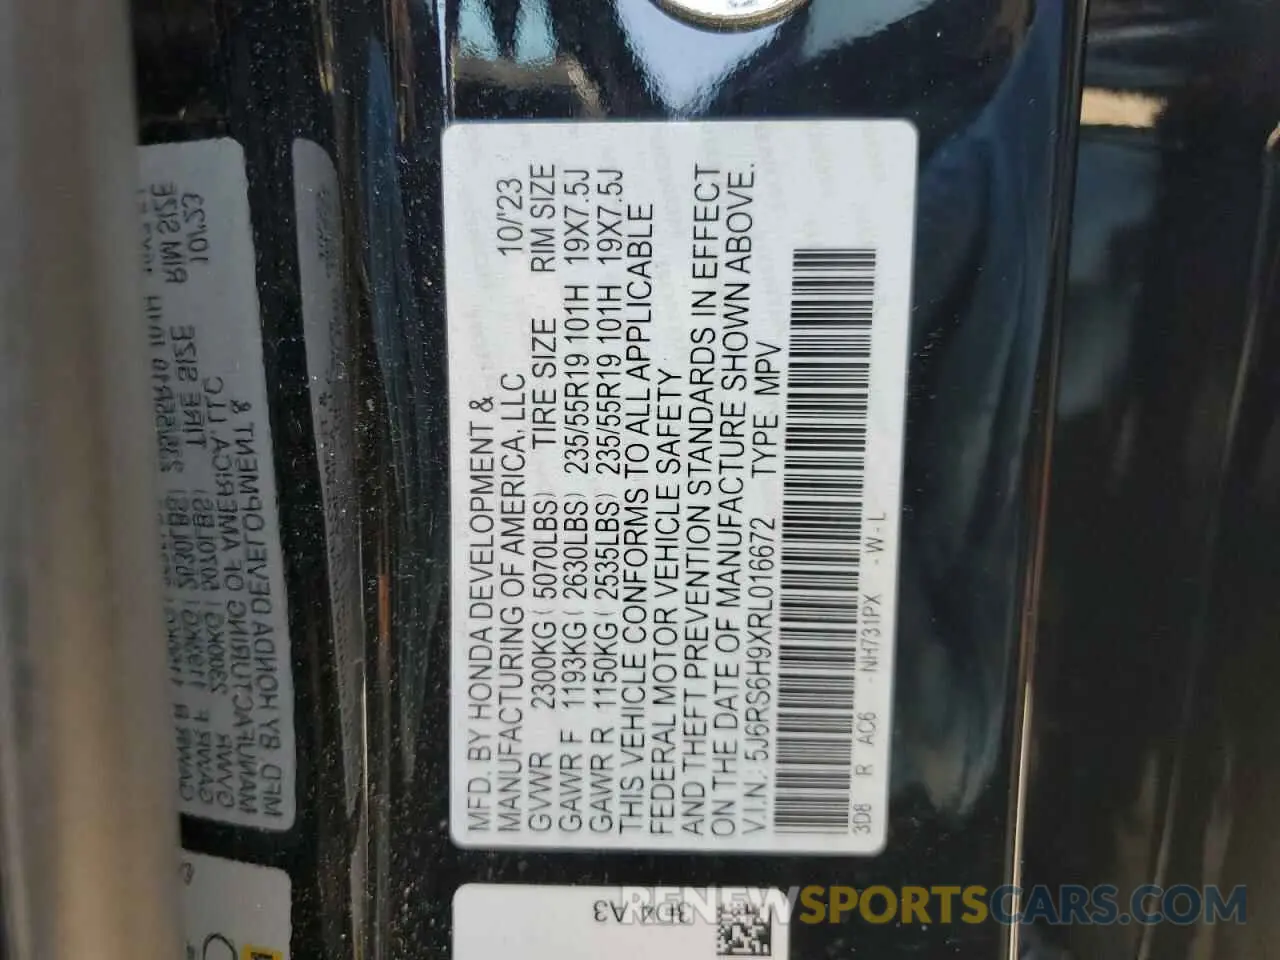 MFD. BY HONDA DEVELOPMENT &
MANUFACTURING OF AMERICA, LLC 10/'23
GVWR 2300KG ( 5070LBS) TIRE SIZE RIM SIZE
GAWR F 1193KG ( 2630LBS) 235/55R19 101H 19X7.5J
GAWR R 1150KG ( 2535LBS) 235/55R19 101H 19X7.5J
THIS VEHICLE CONFORMS TO ALL APPLICABLE
FEDERAL MOTOR VEHICLE SAFETY
AND THEFT PREVENTION STANDARDS IN EFFECT
ON THE DATE OF MANUFACTURE SHOWN ABOVE.
V.I.N.: 5J6RS6H9XRL016672 TYPE MPV
3D8 R AC6 -NH731PX -W-L
A3
RENEWSPORTSCARS.COM